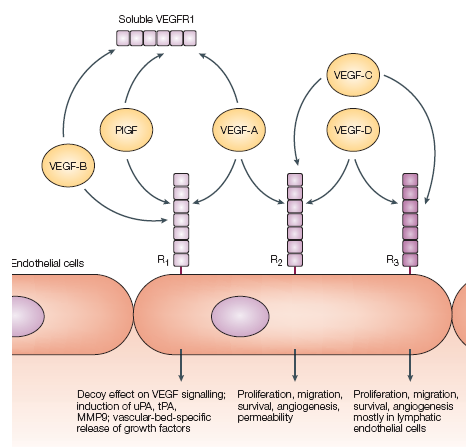 Soluble VEGFR1
VEGF-C
PlGF
VEGF-A
VEGF-D
VEGF-B
R1
R2
R3
Endothelial cells
Decoy effect on VEGF signalling;
induction of uPA, tPA,
MMP9; vascular-bed-specific
release of growth factors
Proliferation, migration,
survival, angiogenesis,
permeability
Proliferation, migration,
survival, angiogenesis
mostly in lymphatic
endothelial cells